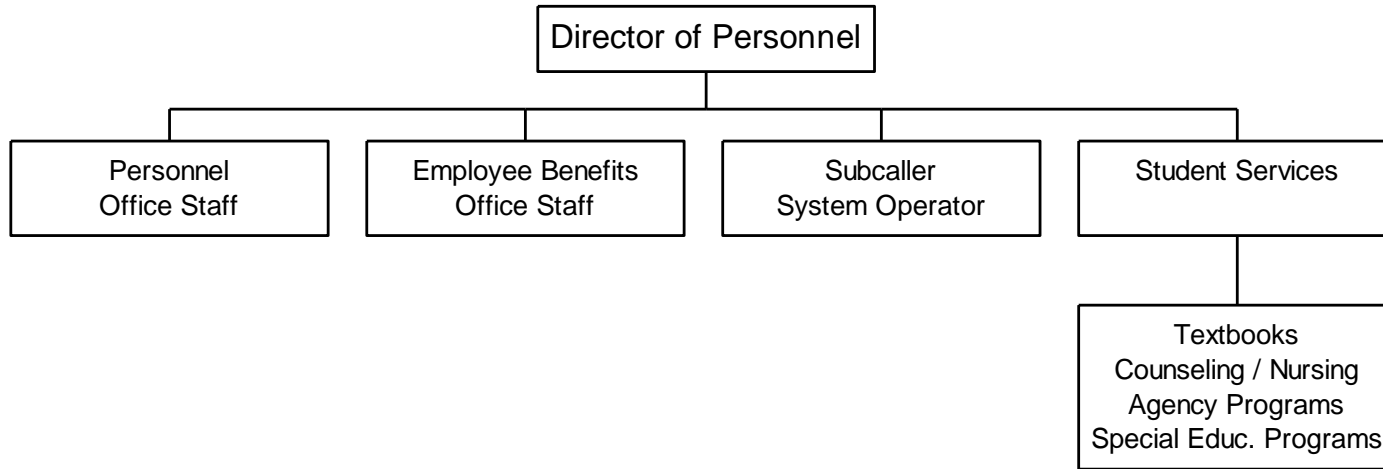 Director of Personnel
Personnel
Office Staff
Employee Benefits
Office Staff
Subcaller
System Operator
Student Services
Textbooks
Counseling / Nursing
Agency Programs
Special Educ. Programs